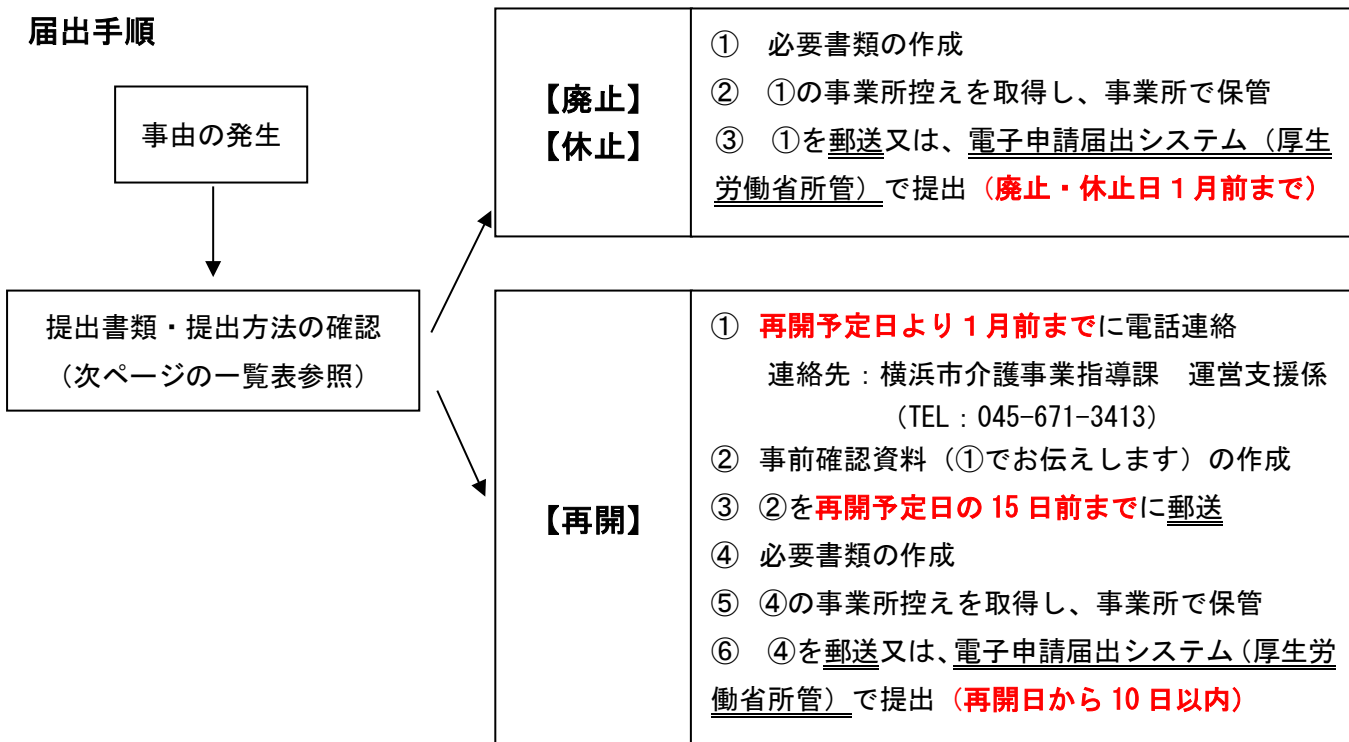 届出手順
事由の発生
提出書類・提出方法の確認
（次ページの一覧表参照）
【廃止】
【休止】
①　必要書類の作成
②　①の事業所控えを取得し、事業所で保管
③　①を郵送又は、電子申請届出システム（厚生
労働省所管）で提出（廃止・休止日１月前まで）
【再開】
①　再開予定日より１月前までに電話連絡
連絡先：横浜市介護事業指導課　運営支援係
（TEL：045-671-3413）
②　事前確認資料（①でお伝えします）の作成
③　②を再開予定日の 15 日前までに郵送
④　必要書類の作成
⑤　④の事業所控えを取得し、事業所で保管
⑥　④を郵送又は、電子申請届出システム（厚生労
働省所管）で提出（再開日から 10 日以内）